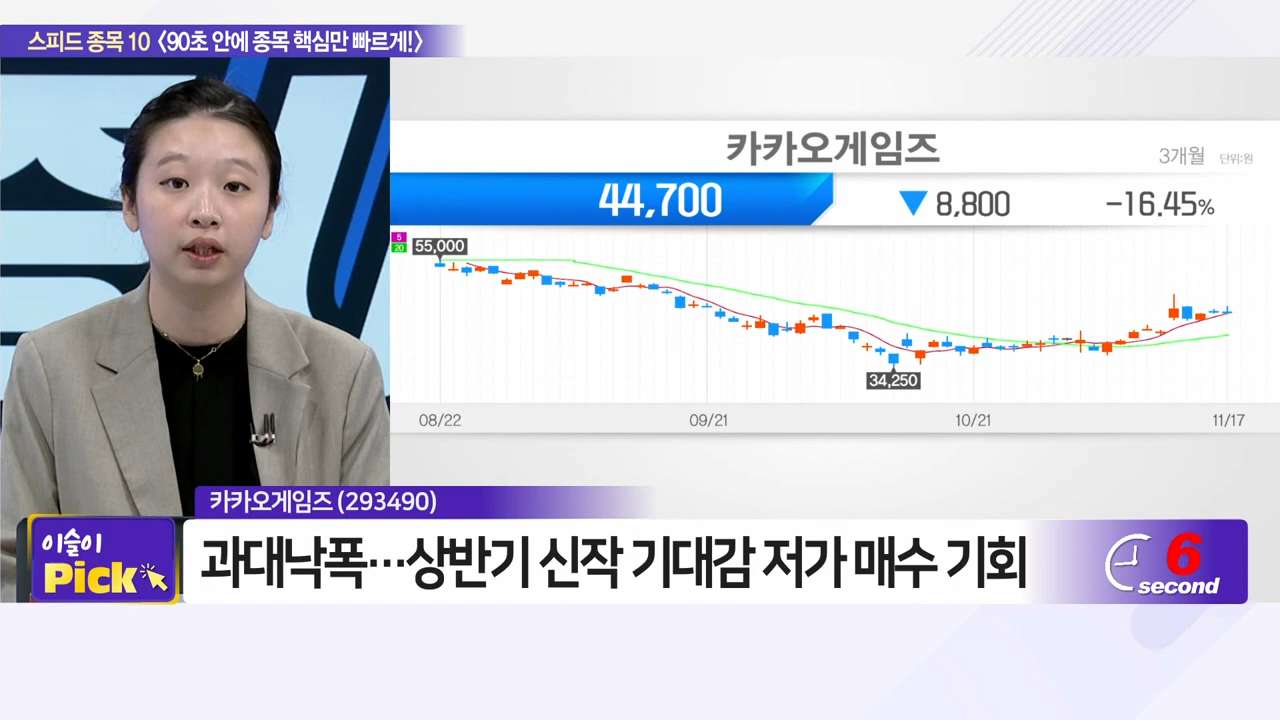 스피드 종목 10 〈90초 안에 종목 핵심만 빠르게!〉
카카오게임즈
3개월 단위:원
44,700 ▼ 8,800 -16.45%
5
20
55,000
34,250
08/22 09/21 10/21 11/17
카카오게임즈 (293490)
이슬이
Pick
과대낙폭…상반기 신작 기대감 저가 매수 기회
6
second